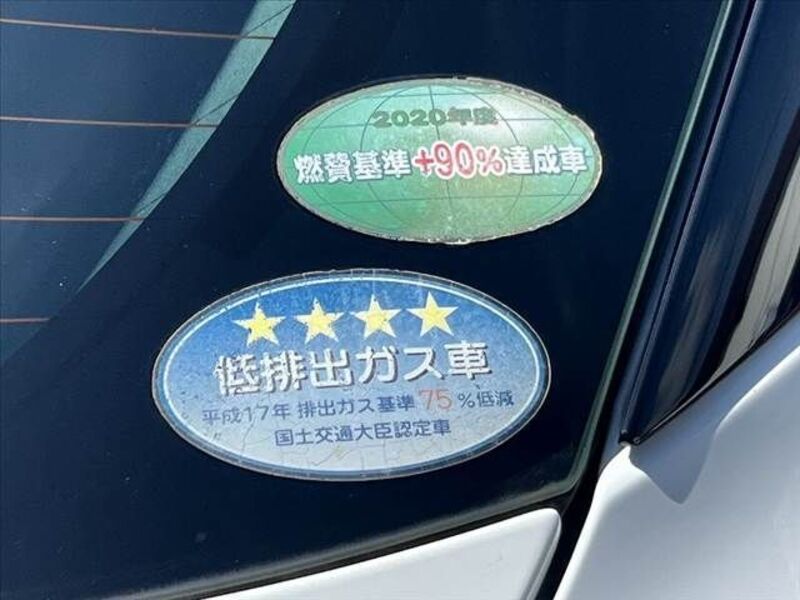 2020年度
燃費基準+90%達成車
低排出ガス車
平成17年 排出ガス基準 75 %低減
国土交通大臣認定車